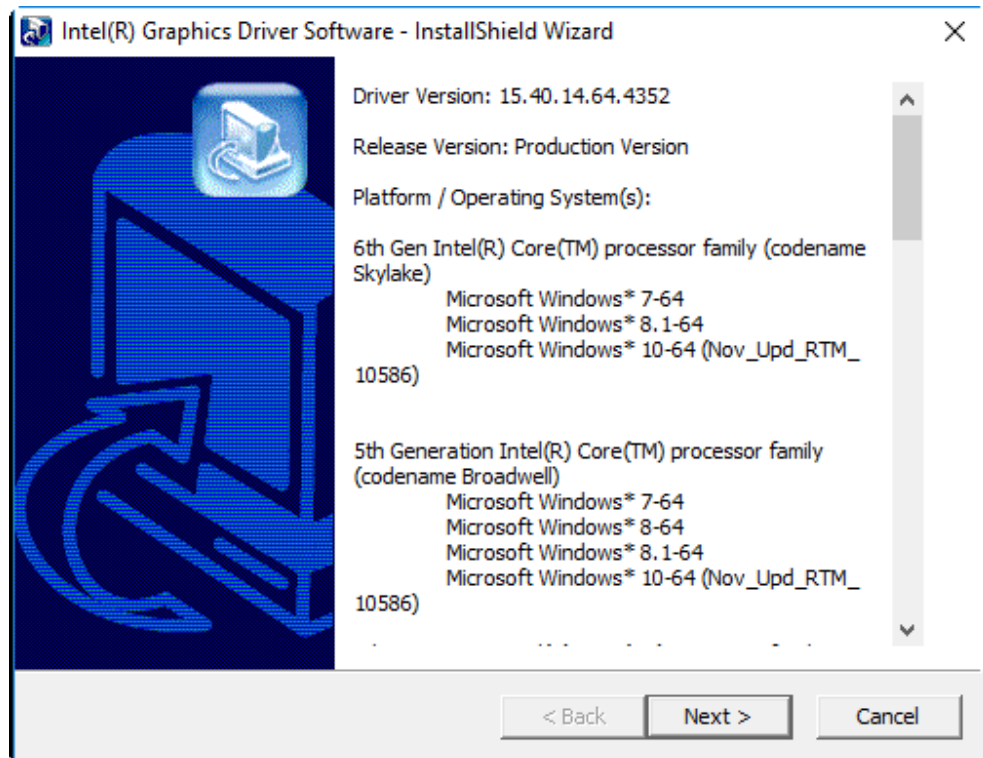 Intel(R) Graphics Driver Software - InstallShield Wizard
Driver Version: 15.40.14.64.4352
Release Version: Production Version
Platform / Operating System(s):
6th Gen Intel(R) Core(TM) processor family (codename
Skylake)
Microsoft Windows* 7-64
Microsoft Windows* 8.1-64
Microsoft Windows* 10-64 (Nov_Upd_RTM_
10586)
5th Generation Intel(R) Core(TM) processor family
(codename Broadwell)
Microsoft Windows* 7-64
Microsoft Windows* 8-64
Microsoft Windows* 8.1-64
Microsoft Windows* 10-64 (Nov_Upd_RTM_
10586)
< Back Next > Cancel